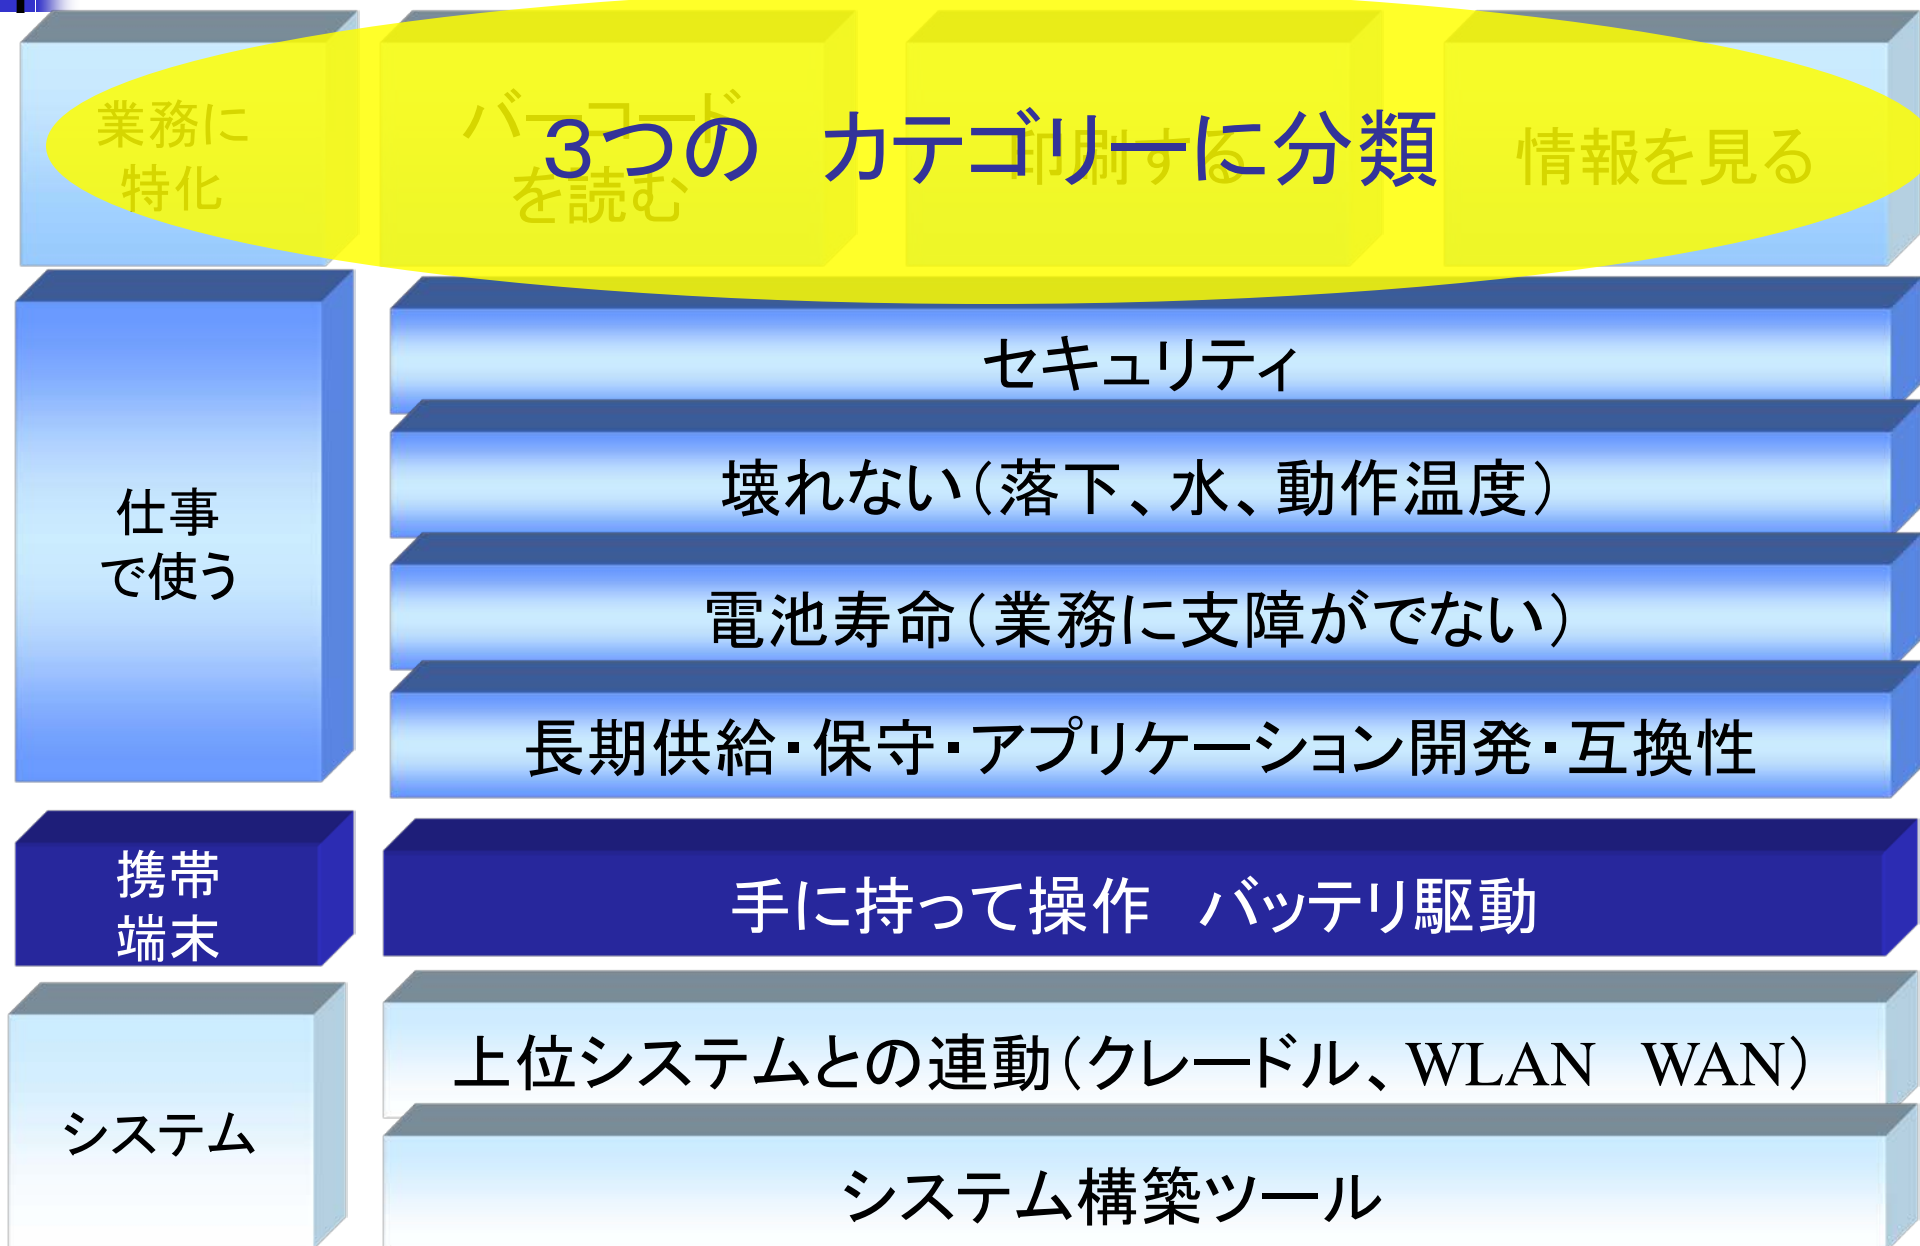 ３つの　カテゴリーに分類
業務に
特化
バーコード
を読む
印刷する
情報を見る
仕事
で使う
セキュリティ
壊れない（落下、水、動作温度）
電池寿命（業務に支障がでない）
長期供給・保守・アプリケーション開発・互換性
携帯
端末
手に持って操作　バッテリ駆動
システム
上位システムとの連動（クレードル、WLAN　WAN）
システム構築ツール